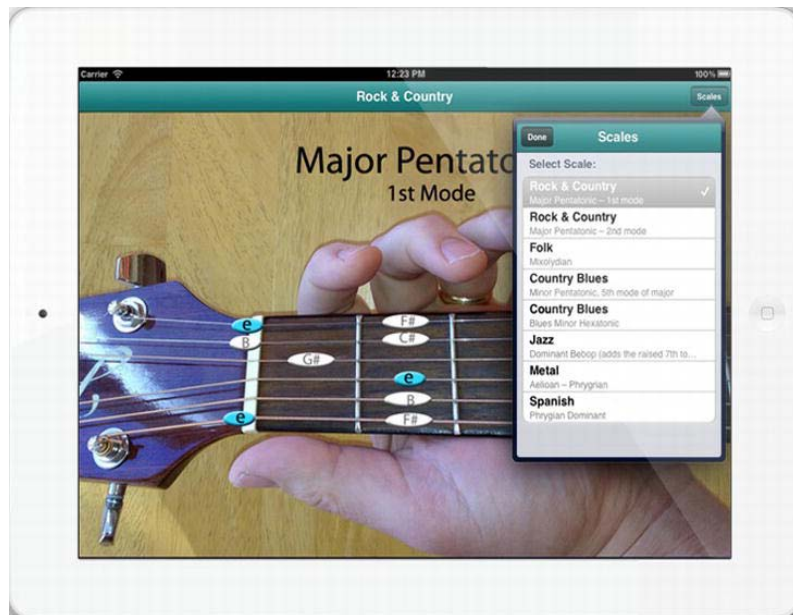 Carrier
12:23 PM
100%
Rock & Country
Scales
Major Pentato
1st Mode
Done
Scales
Select Scale:
Rock & Country
Major Pentatonic – 1st mode
Rock & Country
Major Pentatonic – 2nd mode
Folk
Mixolydian
Country Blues
Minor Pentatonic, 5th mode of major
Country Blues
Blues Minor Hexatonic
Jazz
Dominant Bebop (adds the raised 7th to...
Metal
Aelioan – Phrygrian
Spanish
Phrygian Dominant
e
F#
B
C#
G#
e
B
e
F#